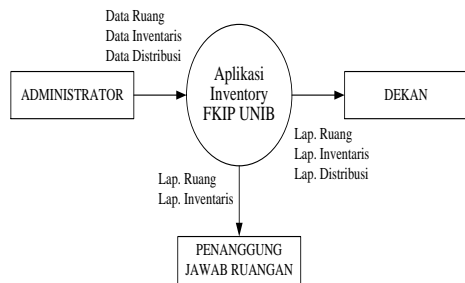 Data Ruang
Data Inventaris
Data Distribusi
ADMINISTRATOR
Aplikasi
Inventory
FKIP UNIB
DEKAN
Lap. Ruang
Lap. Inventaris
Lap. Distribusi
Lap. Ruang
Lap. Inventaris
PENANGGUNG
JAWAB RUANGAN